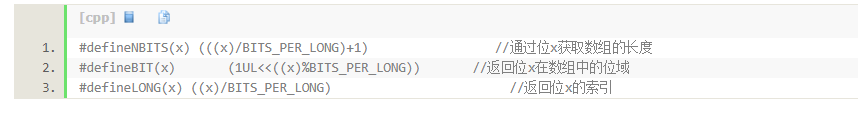 [cpp]
1. #defineNBITS(x) (((x)/BITS_PER_LONG)+1) //通过位x获取数组的长度
2. #defineBIT(x) (1UL<<((x)%BITS_PER_LONG)) //返回位x在数组中的位域
3. #defineLONG(x) ((x)/BITS_PER_LONG) //返回位x的索引